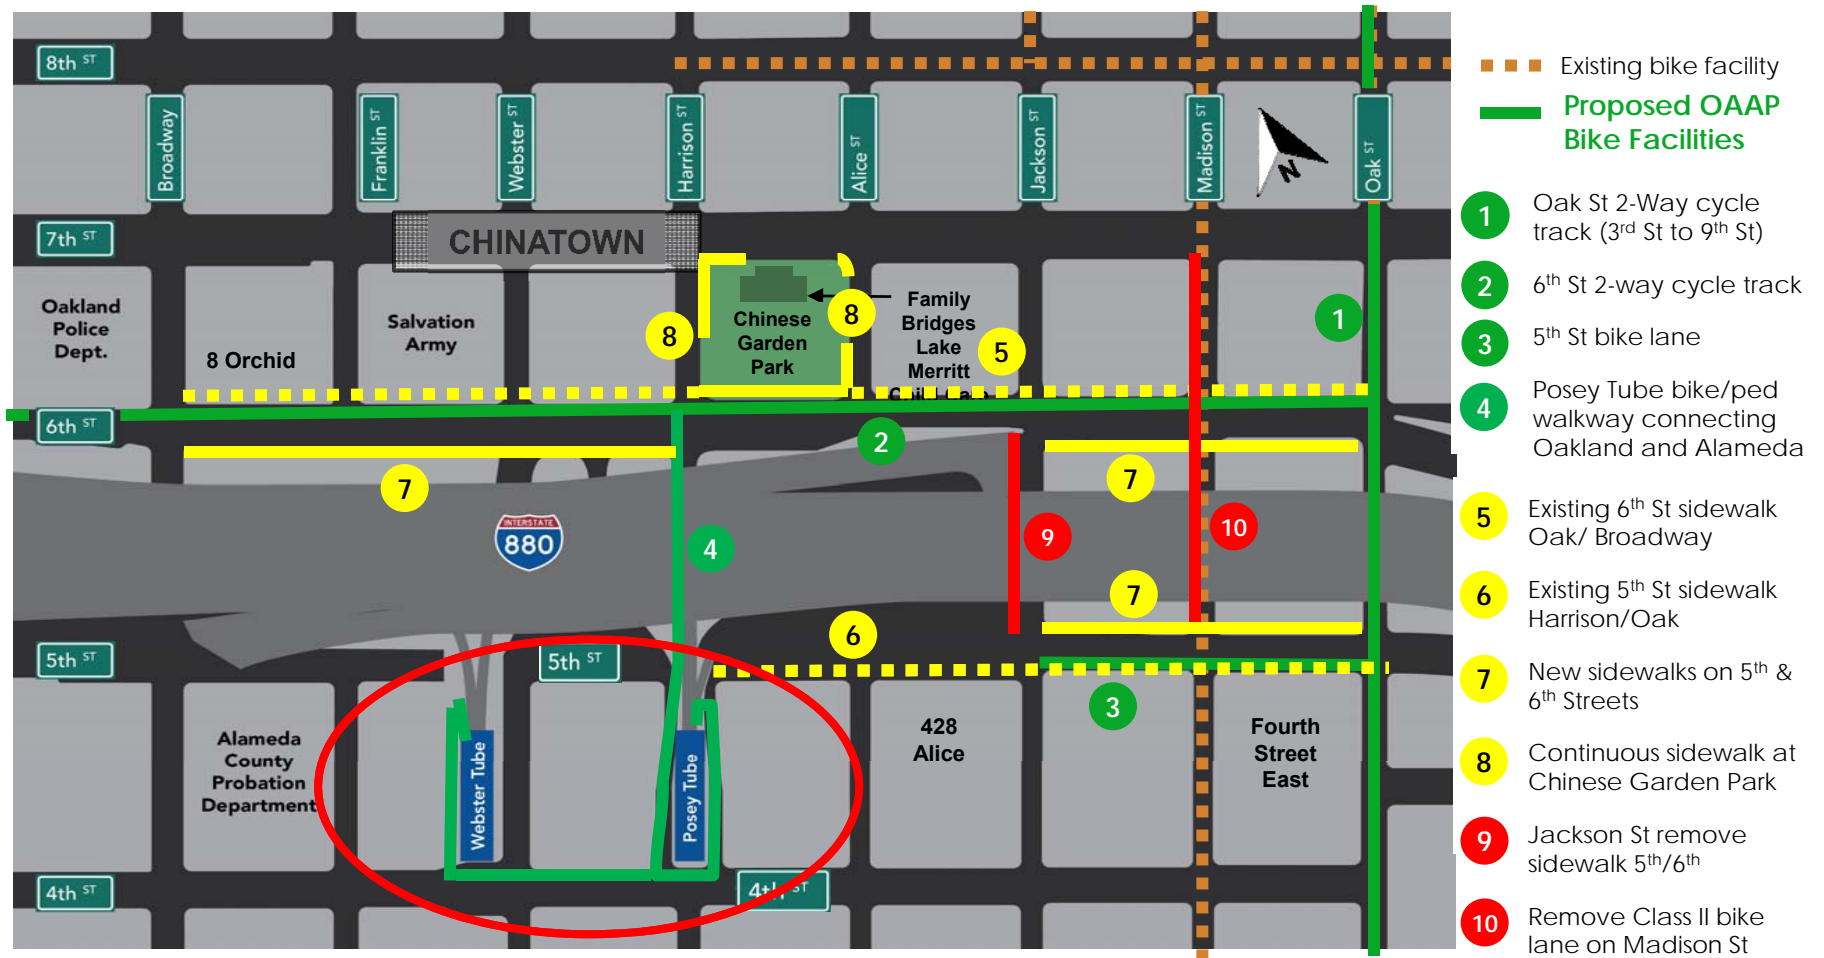 8th ST
Broadway
Franklin ST
Webster ST
Harrison ST
Alice ST
Jackson ST
Madison ST
Oak ST
N
7th ST
CHINATOWN
Oakland
Police
Dept.
8 Orchid
Salvation
Army
8
Chinese
Garden
Park
8
Family
Bridges
Lake
Merritt
5
1
6th ST
2
7
7
INTERSTATE
880
4
9
10
7
6
5th ST
5th ST
3
Alameda
County
Probation
Department
Webster Tube
Posey Tube
428
Alice
Fourth
Street
East
4th ST
4th ST
Existing bike facility
Proposed OAAP
Bike Facilities
1 Oak St 2-Way cycle
track (3rd St to 9th St)
2 6th St 2-way cycle track
3 5th St bike lane
4 Posey Tube bike/ped
walkway connecting
Oakland and Alameda
5 Existing 6th St sidewalk
Oak/ Broadway
6 Existing 5th St sidewalk
Harrison/Oak
7 New sidewalks on 5th &
6th Streets
8 Continuous sidewalk at
Chinese Garden Park
9 Jackson St remove
sidewalk 5th/6th
10 Remove Class II bike
lane on Madison St